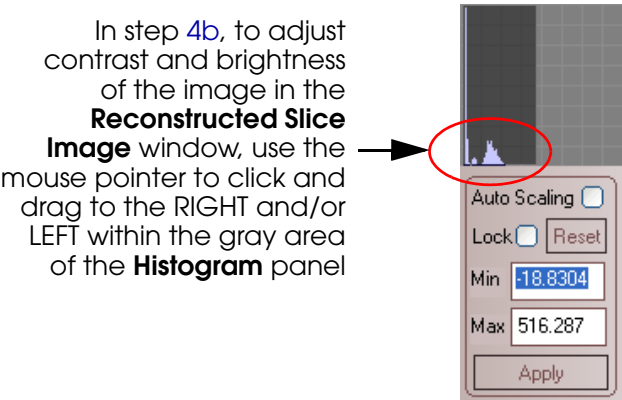 In step 4b, to adjust
contrast and brightness
of the image in the
Reconstructed Slice
Image window, use the
mouse pointer to click and
drag to the RIGHT and/or
LEFT within the gray area
of the Histogram panel
Auto Scaling
Lock Reset
Min -18.8304
Max 516.287
Apply